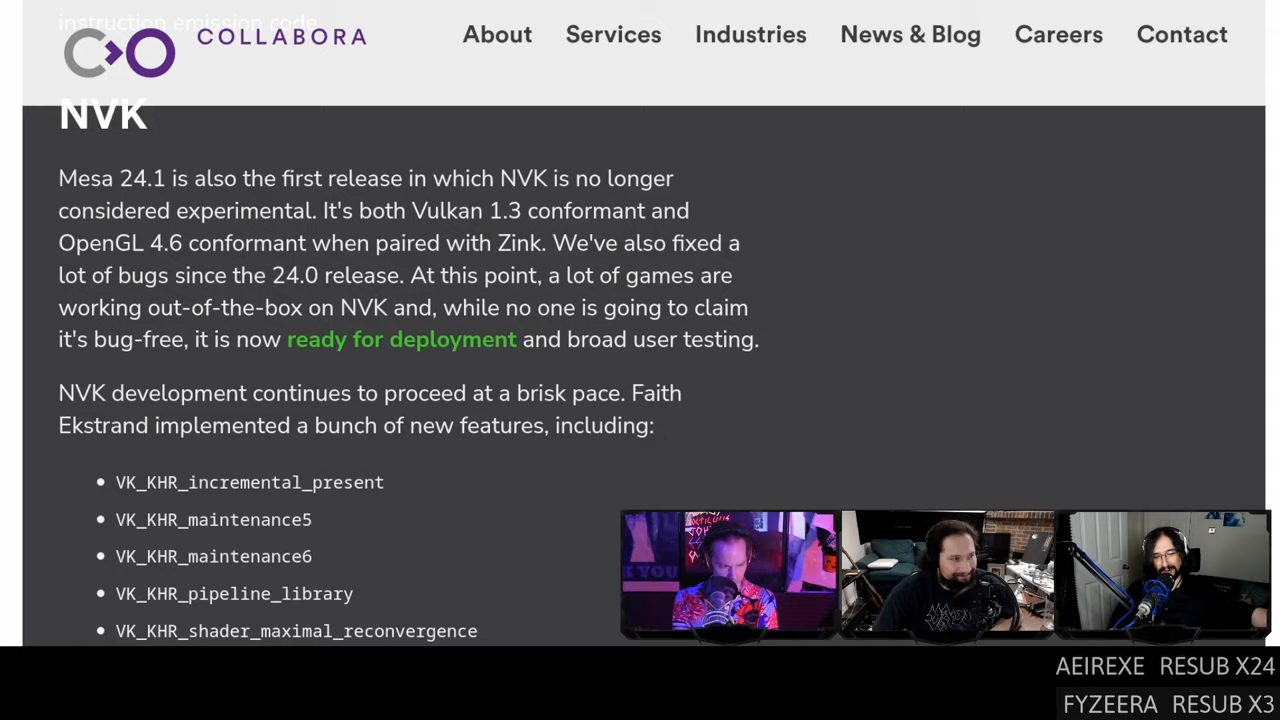 instruction emission code
COLLABORA
About Services Industries News & Blog Careers Contact
NVK
Mesa 24.1 is also the first release in which NVK is no longer
considered experimental. It's both Vulkan 1.3 conformant and
OpenGL 4.6 conformant when paired with Zink. We've also fixed a
lot of bugs since the 24.0 release. At this point, a lot of games are
working out-of-the-box on NVK and, while no one is going to claim
it's bug-free, it is now ready for deployment and broad user testing.
NVK development continues to proceed at a brisk pace. Faith
Ekstrand implemented a bunch of new features, including:
• VK_KHR_incremental_present
• VK_KHR_maintenance5
• VK_KHR_maintenance6
• VK_KHR_pipeline_library
• VK_KHR_shader_maximal_reconvergence
AEIREXE RESUB X24
FYZEERA RESUB X3